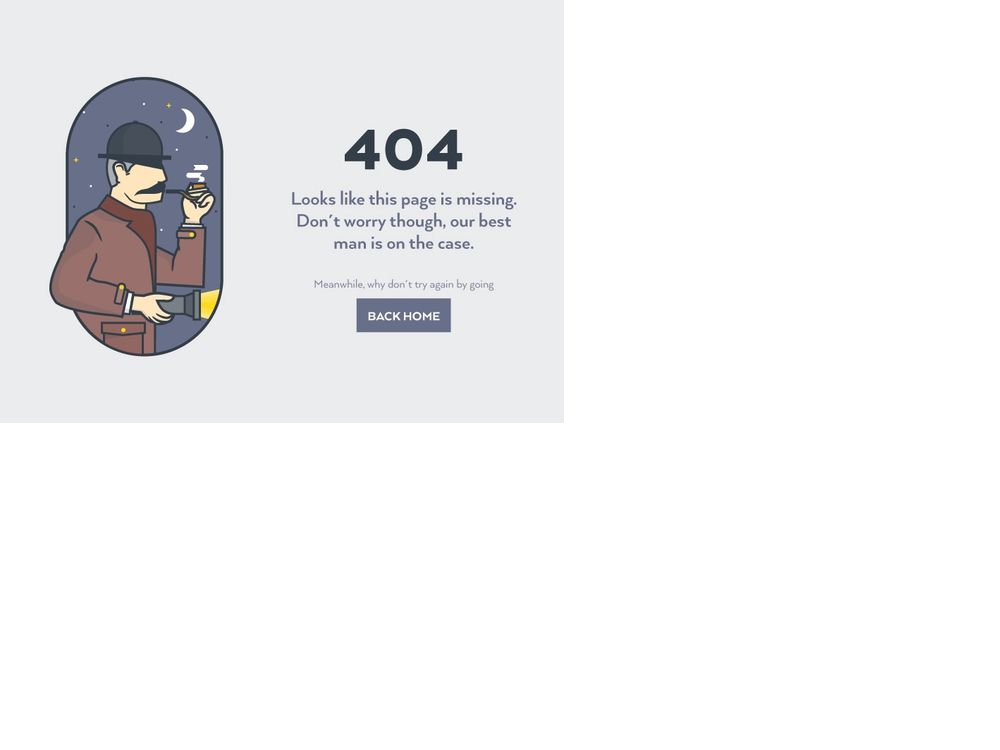 404
Looks like this page is missing.
Don't worry though, our best
man is on the case.
Meanwhile, why don't try again by going
BACK HOME